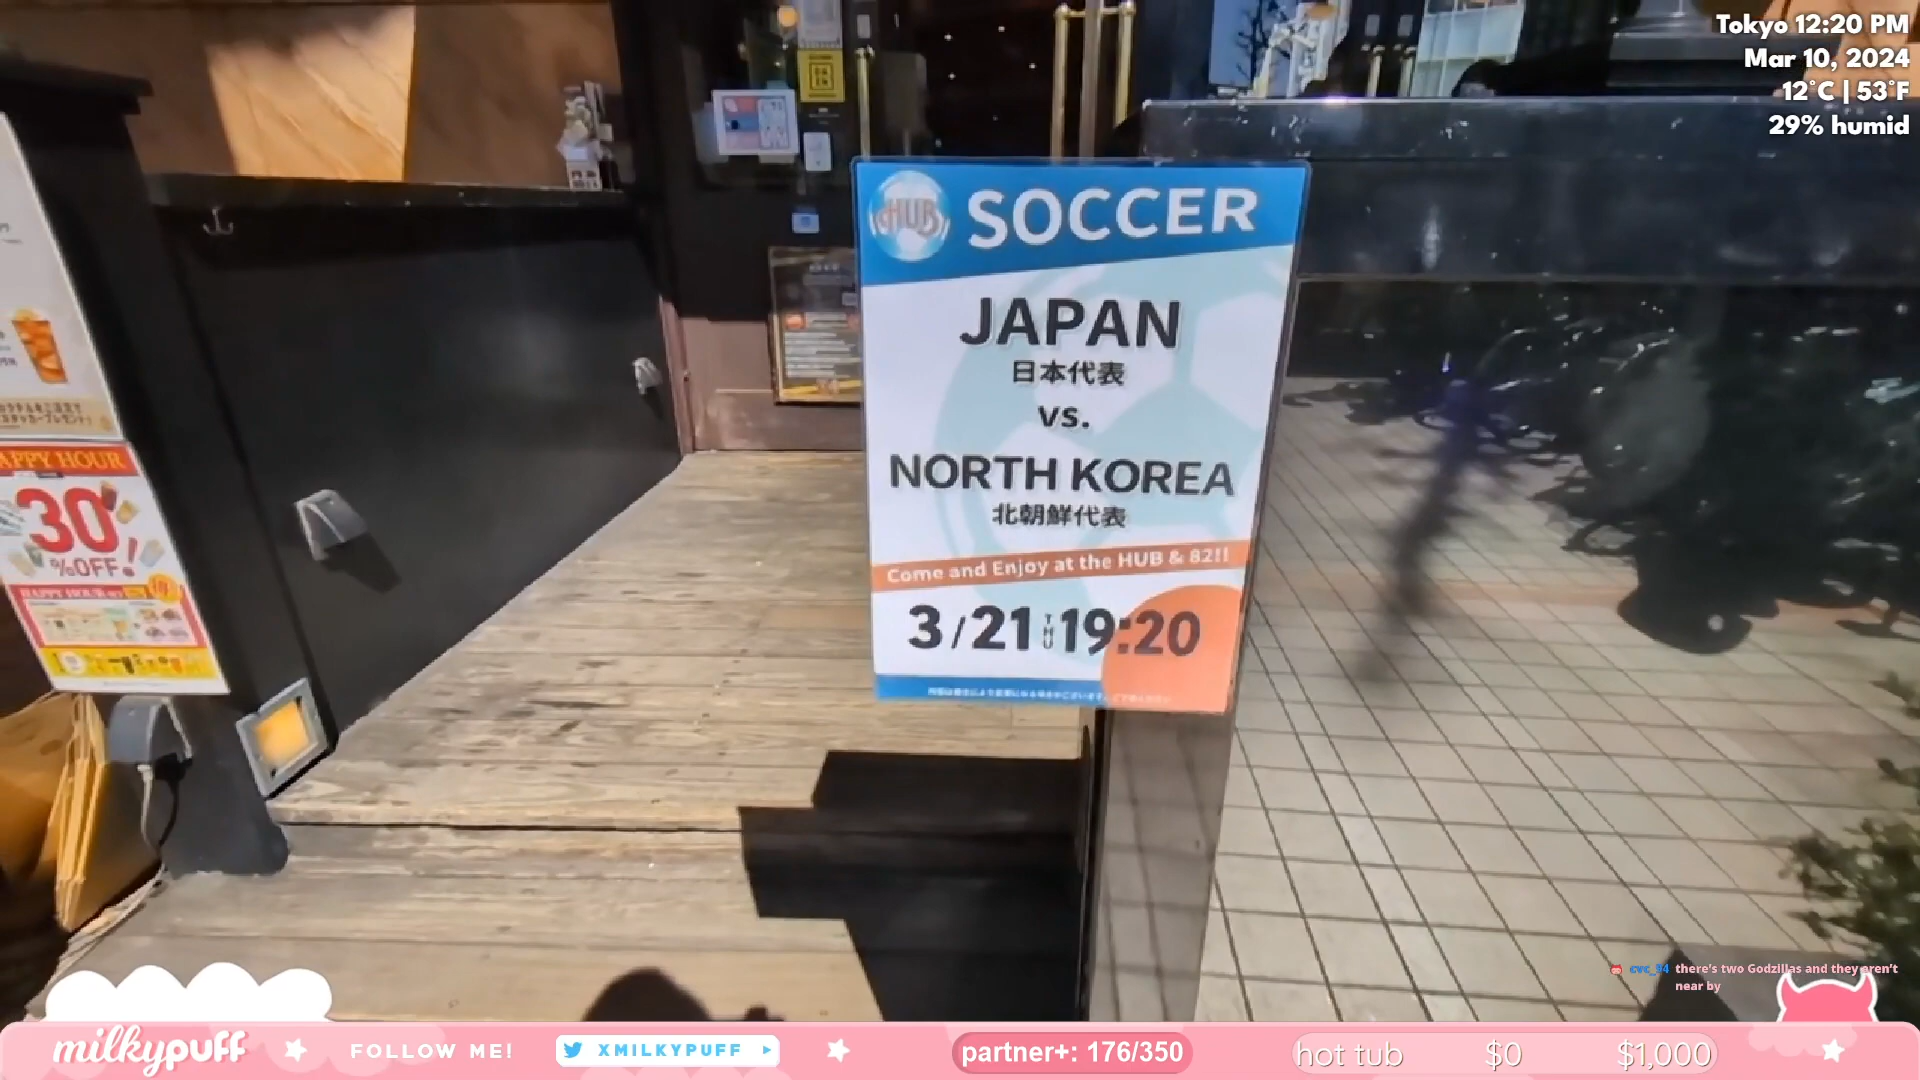 Tokyo 12:20 PM
Mar 10, 2024
12°C | 53°F
29% humid
HUB SOCCER
JAPAN
日本代表
vs.
NORTH KOREA
北朝鮮代表
Come and Enjoy at the HUB & 82!!
3/21 THU 19:20
APPY HOUR
30
%OFF!
cvc_94 there's two Godzillas and they aren't
near by
milkypuff
FOLLOW ME!
XMILKYPUFF
partner+: 176/350
hot tub $0 $1,000